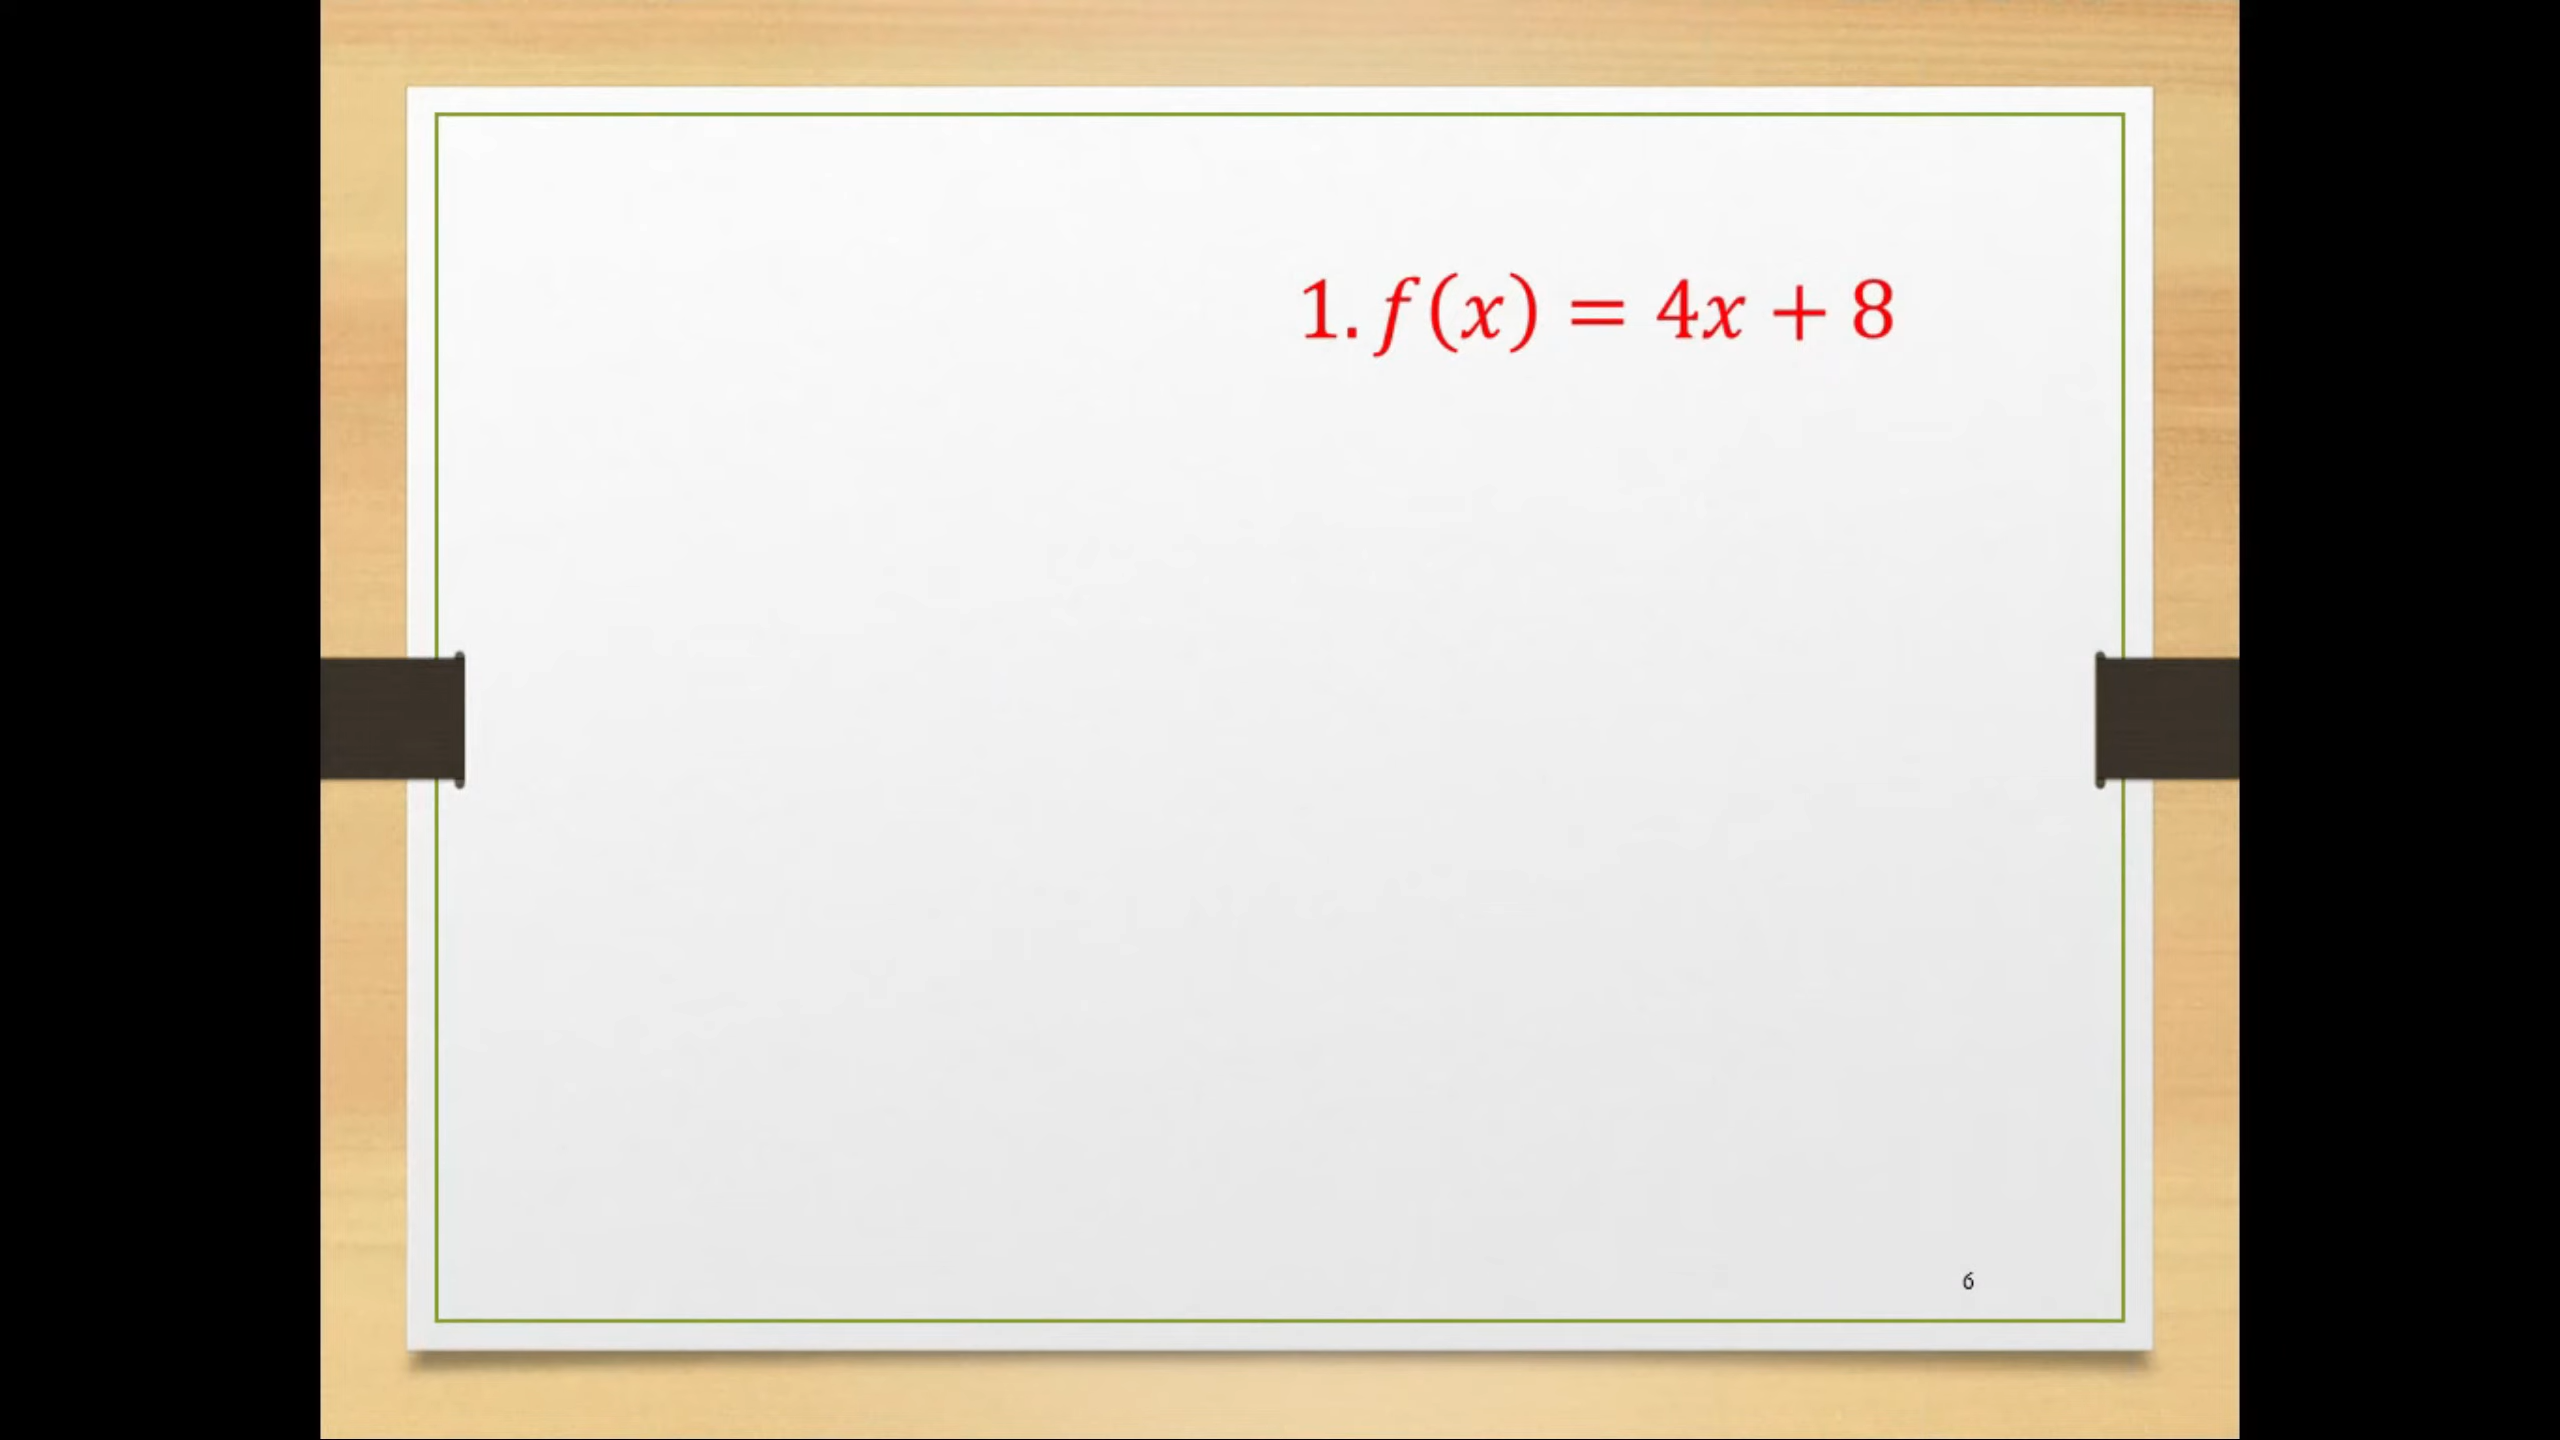 1. f(x) = 4x + 8
6